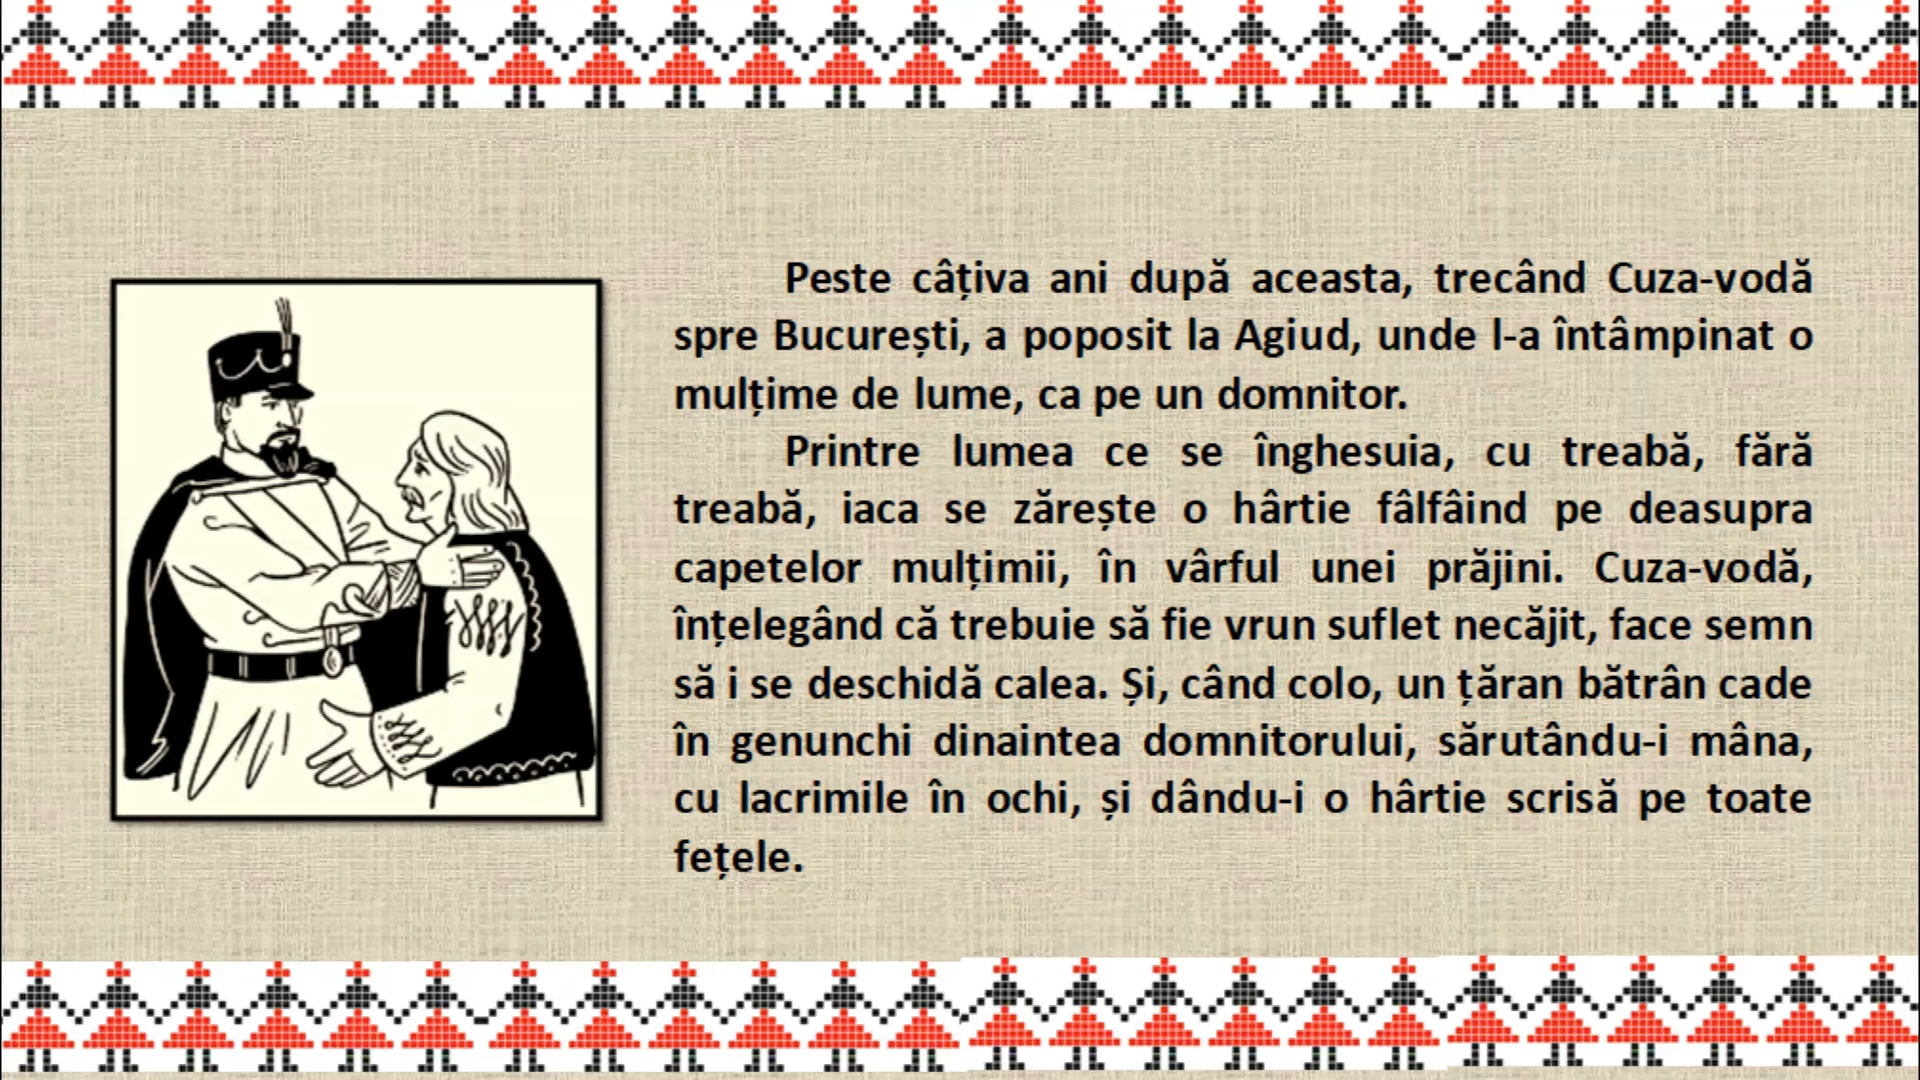 Peste câțiva ani după aceasta, trecând Cuza-vodă
spre București, a poposit la Agiud, unde l-a întâmpinat o
mulțime de lume, ca pe un domnitor.
Printre lumea ce se înghesuia, cu treabă, fără
treabă, iaca se zărește o hârtie fâlfâind pe deasupra
capetelor mulțimii, în vârful unei prăjini. Cuza-vodă,
înțelegând că trebuie să fie vrun suflet necăjit, face semn
să i se deschidă calea. Și, când colo, un țăran bătrân cade
în genunchi dinaintea domnitorului, sărutându-i mâna,
cu lacrimile în ochi, și dându-i o hârtie scrisă pe toate
fețele.